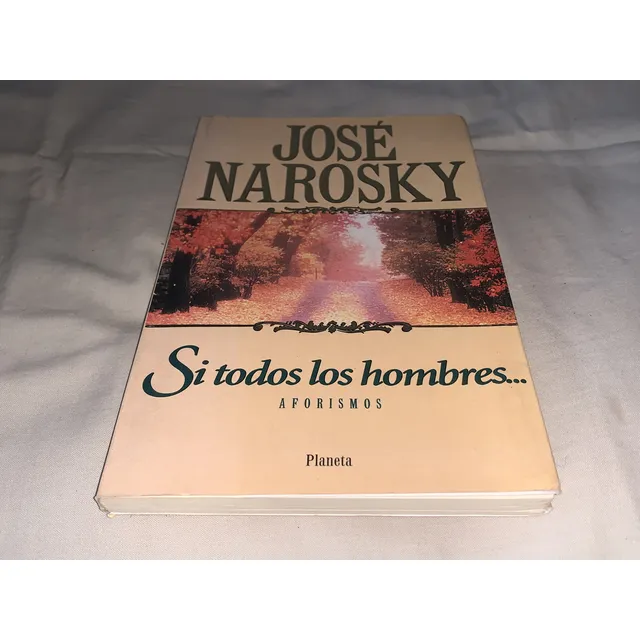 JOSÉ
NAROSKY
Si todos los hombres...
AFORISMOS
Planeta